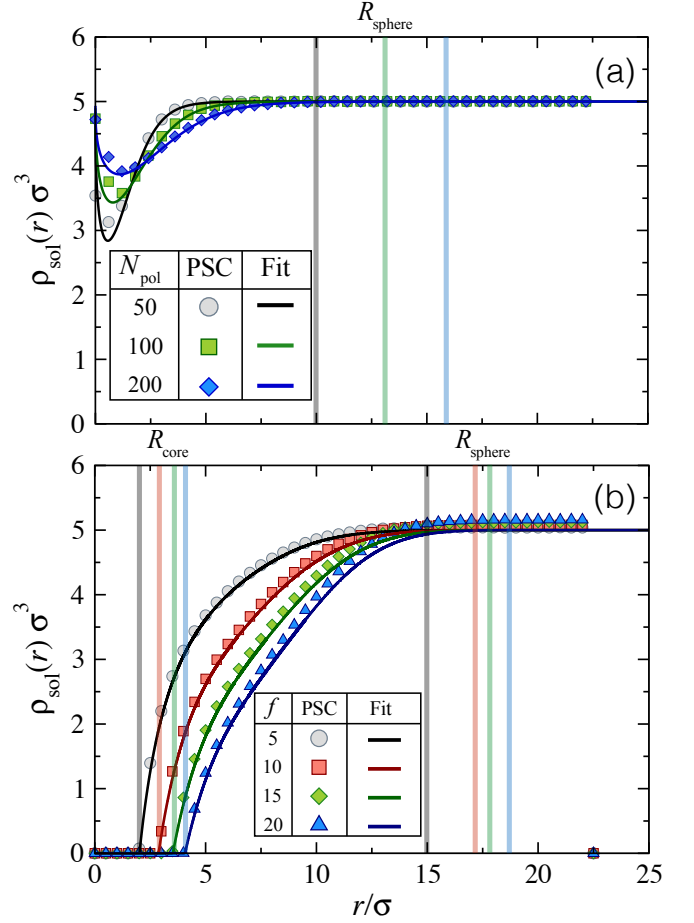 R_sphere
(a)
ρ_sol(r) σ^3
6
5
4
3
2
1
0
N_pol PSC Fit
50
100
200
R_core R_sphere
(b)
ρ_sol(r) σ^3
6
5
4
3
2
1
0
f PSC Fit
5
10
15
20
0 5 10 15 20 25
r/σ